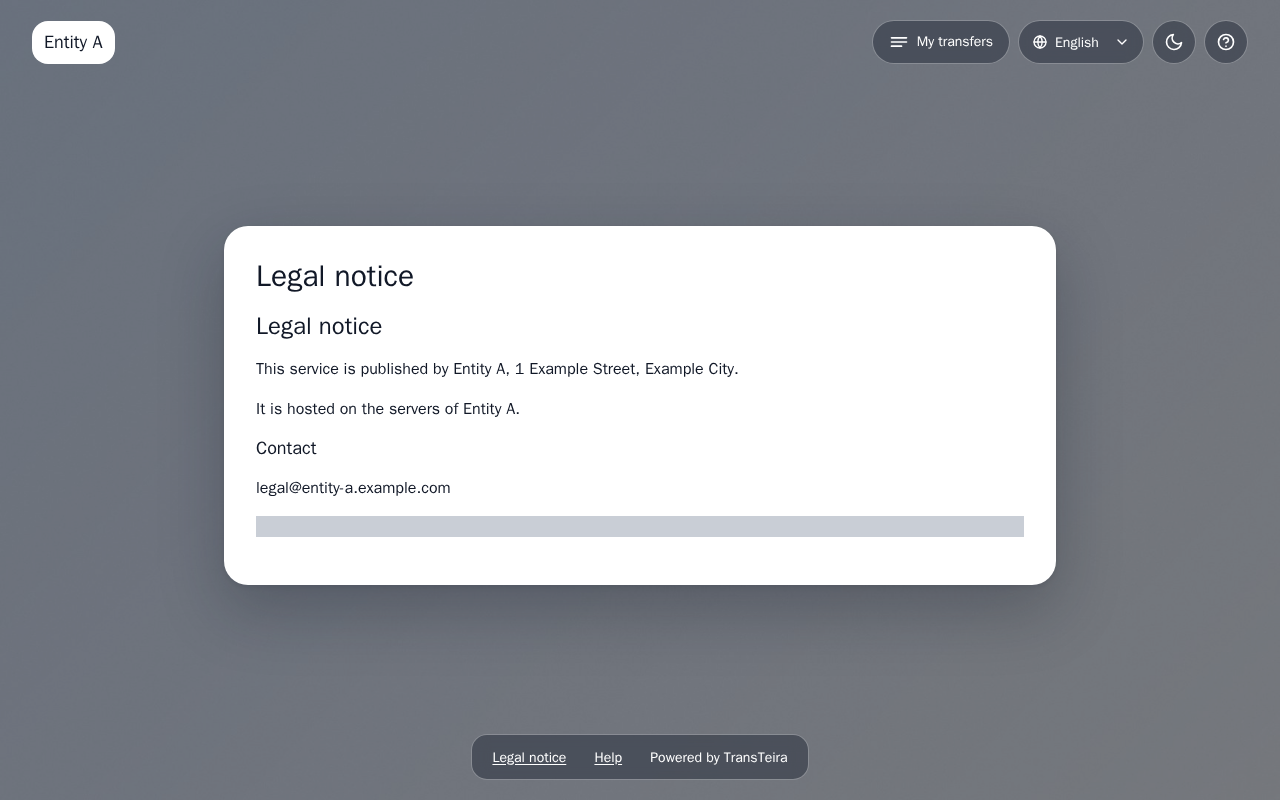 Entity A
My transfers
English
Legal notice
Legal notice
This service is published by Entity A, 1 Example Street, Example City.
It is hosted on the servers of Entity A.
Contact
legal@entity-a.example.com
Legal notice
Help
Powered by TransTeira